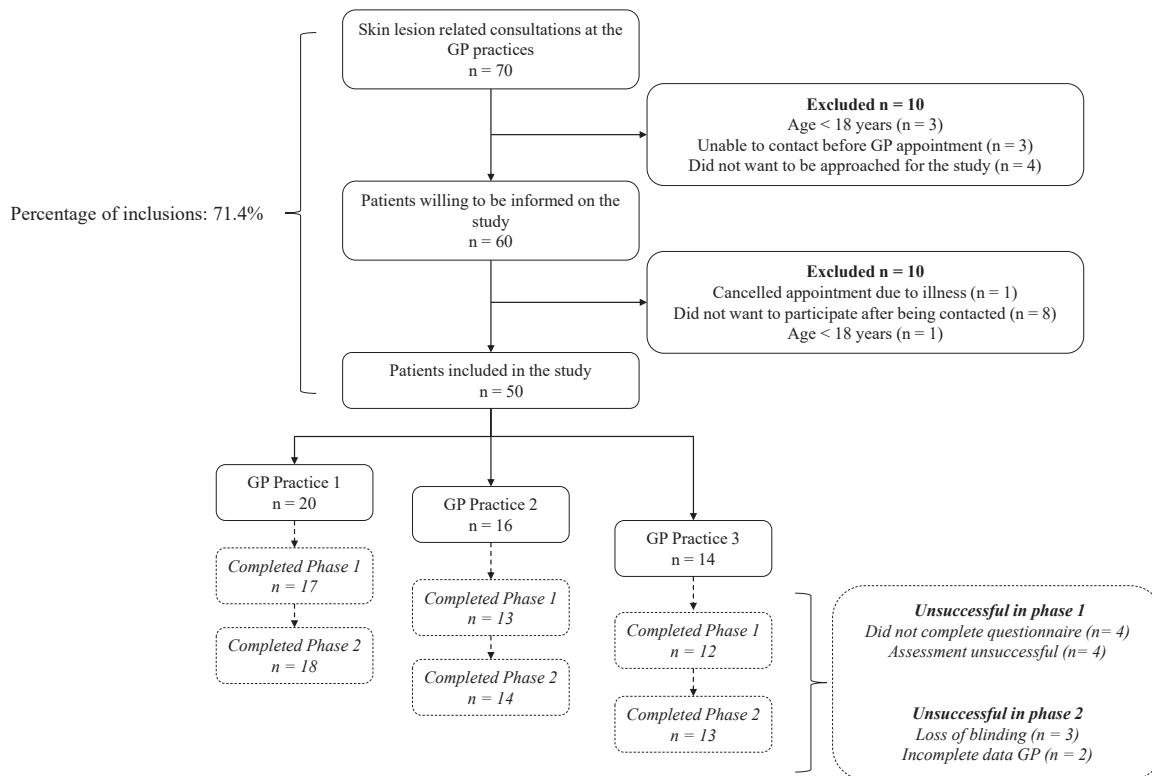 Skin lesion related consultations at the
GP practices
n = 70
Excluded n = 10
Age < 18 years (n = 3)
Unable to contact before GP appointment (n = 3)
Did not want to be approached for the study (n = 4)
Percentage of inclusions: 71.4%
Patients willing to be informed on the
study
n = 60
Excluded n = 10
Cancelled appointment due to illness (n = 1)
Did not want to participate after being contacted (n = 8)
Age < 18 years (n = 1)
Patients included in the study
n = 50
GP Practice 1
n = 20
Completed Phase 1
n = 17
Completed Phase 2
n = 18
GP Practice 2
n = 16
Completed Phase 1
n = 13
Completed Phase 2
n = 14
GP Practice 3
n = 14
Completed Phase 1
n = 12
Completed Phase 2
n = 13
Unsuccessful in phase 1
Did not complete questionnaire (n= 4)
Assessment unsuccessful (n= 4)
Unsuccessful in phase 2
Loss of blinding (n = 3)
Incomplete data GP (n = 2)